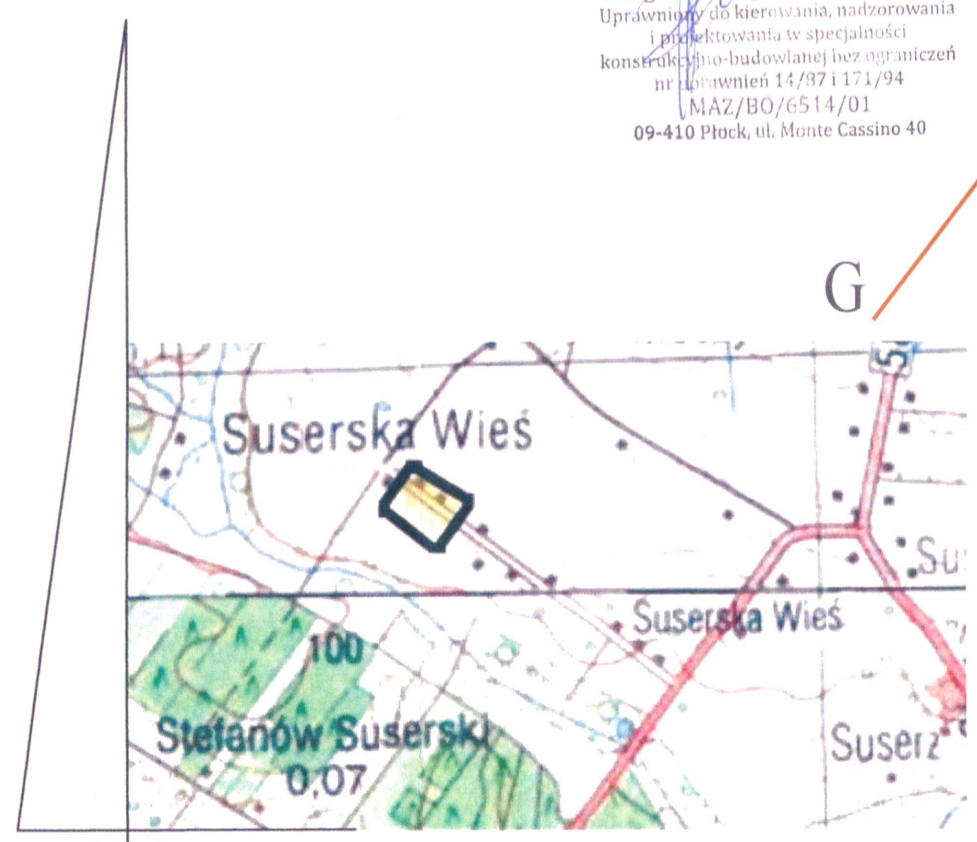 Uprawniony do kierowania, nadzorowania
i projektowania w specjalności
konstrukcyjno-budowlanej bez ograniczeń
nr uprawnień 14/87 i 171/94
MAZ/BO/6514/01
09-410 Płock, ul. Monte Cassino 40
G
Suserska Wieś
Su
Suserska Wieś
100
Stefanów Suserski
0,07
Suserz